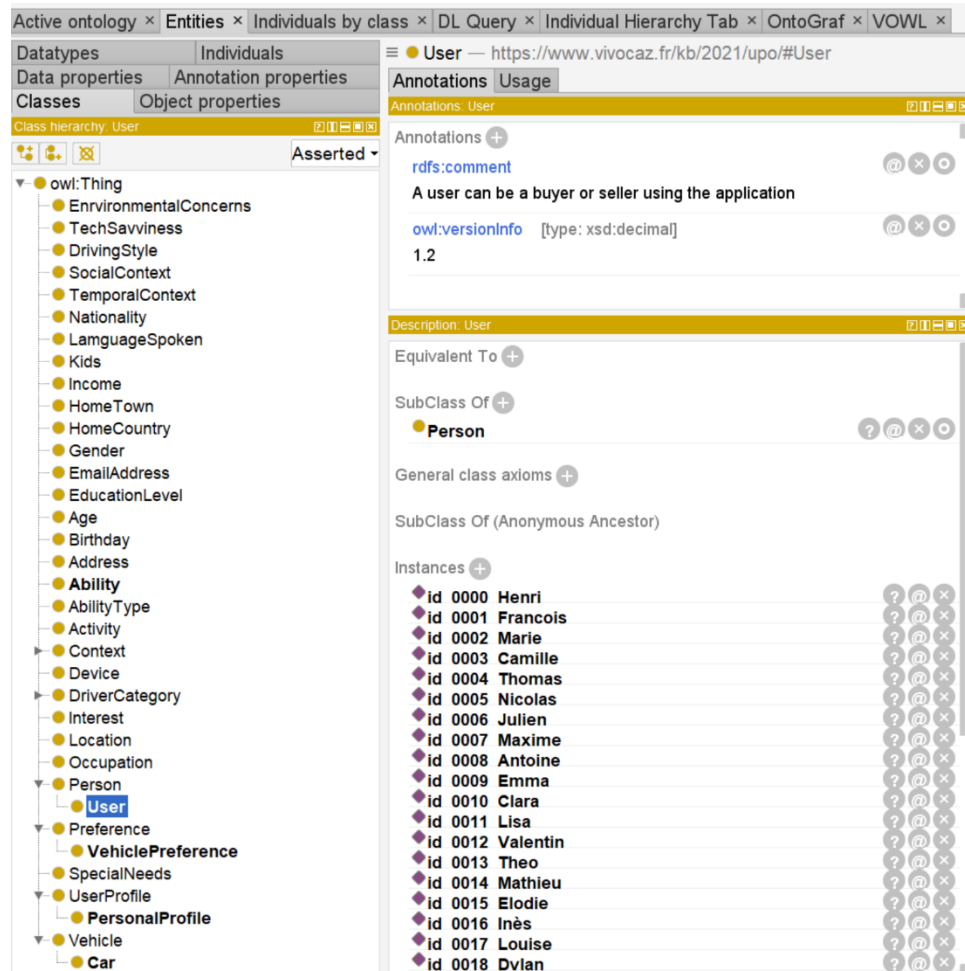 Active ontology × Entities × Individuals by class × DL Query × Individual Hierarchy Tab × OntoGraf × VOWL ×
Datatypes Individuals
Data properties Annotation properties
Classes Object properties
Class hierarchy: User
Asserted
owl:Thing
EnrvironmentalConcerns
TechSavviness
DrivingStyle
SocialContext
TemporalContext
Nationality
LamguageSpoken
Kids
Income
HomeTown
HomeCountry
Gender
EmailAddress
EducationLevel
Age
Birthday
Address
Ability
AbilityType
Activity
Context
Device
DriverCategory
Interest
Location
Occupation
Person
User
Preference
VehiclePreference
SpecialNeeds
UserProfile
PersonalProfile
Vehicle
Car
User — https://www.vivocaz.fr/kb/2021/upo/#User
Annotations Usage
Annotations: User
Annotations
rdfs:comment
A user can be a buyer or seller using the application
owl:versionInfo [type: xsd:decimal]
1.2
Description: User
Equivalent To
SubClass Of
Person
General class axioms
SubClass Of (Anonymous Ancestor)
Instances
id 0000 Henri
id 0001 Francois
id 0002 Marie
id 0003 Camille
id 0004 Thomas
id 0005 Nicolas
id 0006 Julien
id 0007 Maxime
id 0008 Antoine
id 0009 Emma
id 0010 Clara
id 0011 Lisa
id 0012 Valentin
id 0013 Theo
id 0014 Mathieu
id 0015 Elodie
id 0016 Inès
id 0017 Louise
id 0018 Dylan